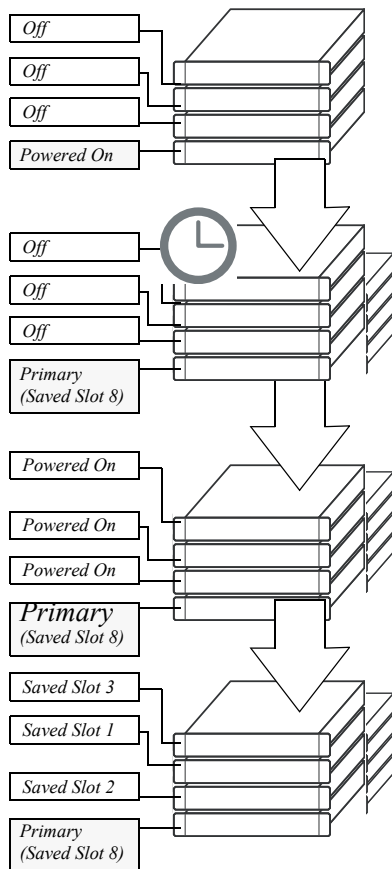 Off
Off
Off
Powered On
Off
Off
Off
Primary
(Saved Slot 8)
Powered On
Powered On
Powered On
Primary
(Saved Slot 8)
Saved Slot 3
Saved Slot 1
Saved Slot 2
Primary
(Saved Slot 8)